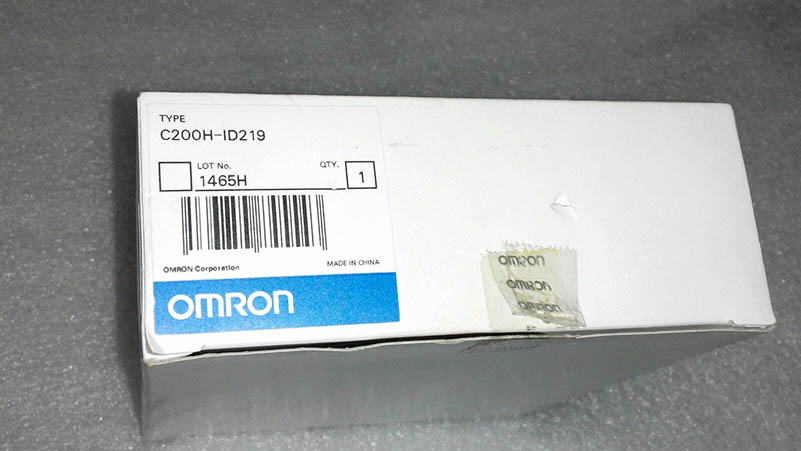 TYPE
C200H-ID219
LOT No.
QTY.
1465H
1
MADE IN CHINA
OMRON Corporation
OMRON
OMRON
OMRON
OMRON